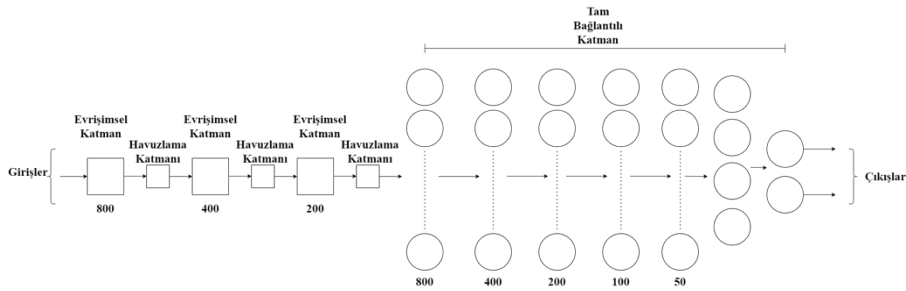 Tam
Bağlantılı
Katman
Evrişimsel
Katman
Havuzlama
Katmanı
Evrişimsel
Katman
Havuzlama
Katmanı
Evrişimsel
Katman
Havuzlama
Katmanı
Girişler
Çıkışlar
800
400
200
800
400
200
100
50